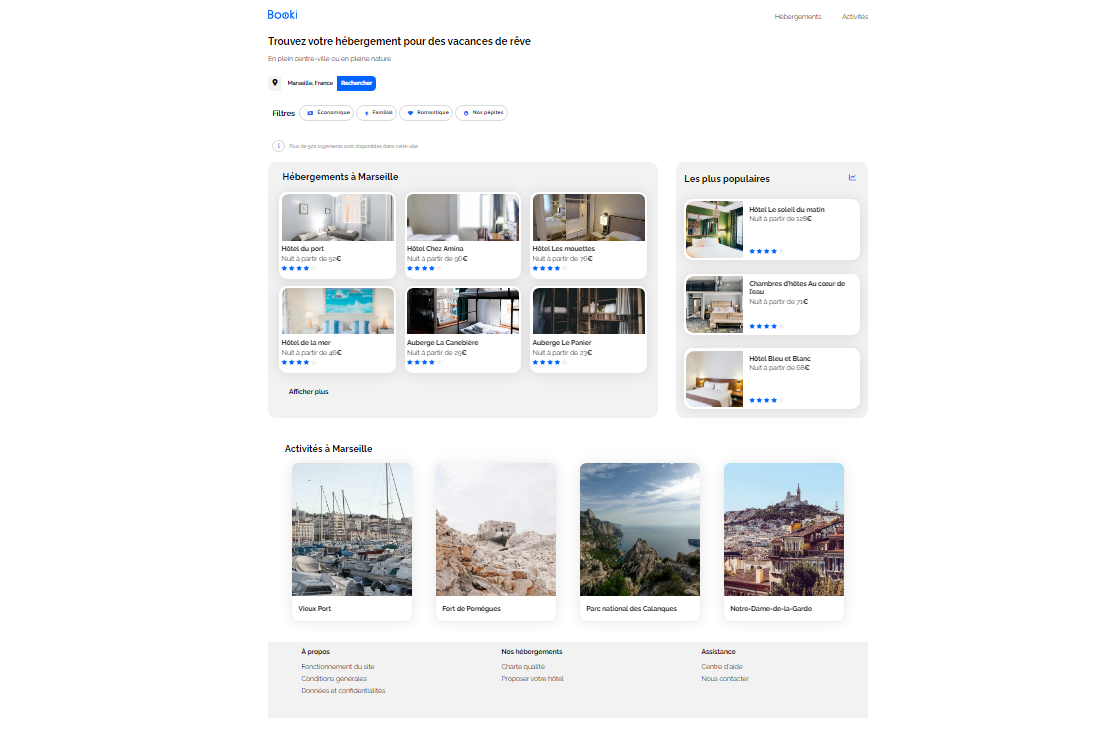 Booki
Hébergements
Activités
Trouvez votre hébergement pour des vacances de rêve
En plein centre-ville ou en pleine nature
Marseille, France
Rechercher
Filtres
Économique
Familial
Romantique
Nos pépites
Plus de 500 logements sont disponibles dans cette ville
Hébergements à Marseille
Hôtel du port
Nuit à partir de 52€
Hôtel Chez Amina
Nuit à partir de 96€
Hôtel Les mouettes
Nuit à partir de 76€
Hôtel de la mer
Nuit à partir de 46€
Auberge La Canebière
Nuit à partir de 25€
Auberge Le Panier
Nuit à partir de 23€
Afficher plus
Les plus populaires
Hôtel Le soleil du matin
Nuit à partir de 128€
Chambres d'hôtes Au cœur de
l'eau
Nuit à partir de 71€
Hôtel Bleu et Blanc
Nuit à partir de 68€
Activités à Marseille
Vieux Port
Fort de Pomègues
Parc national des Calanques
Notre-Dame-de-la-Garde
À propos
Fonctionnement du site
Conditions générales
Données et confidentialités
Nos hébergements
Charte qualité
Proposer votre hôtel
Assistance
Centre d'aide
Nous contacter